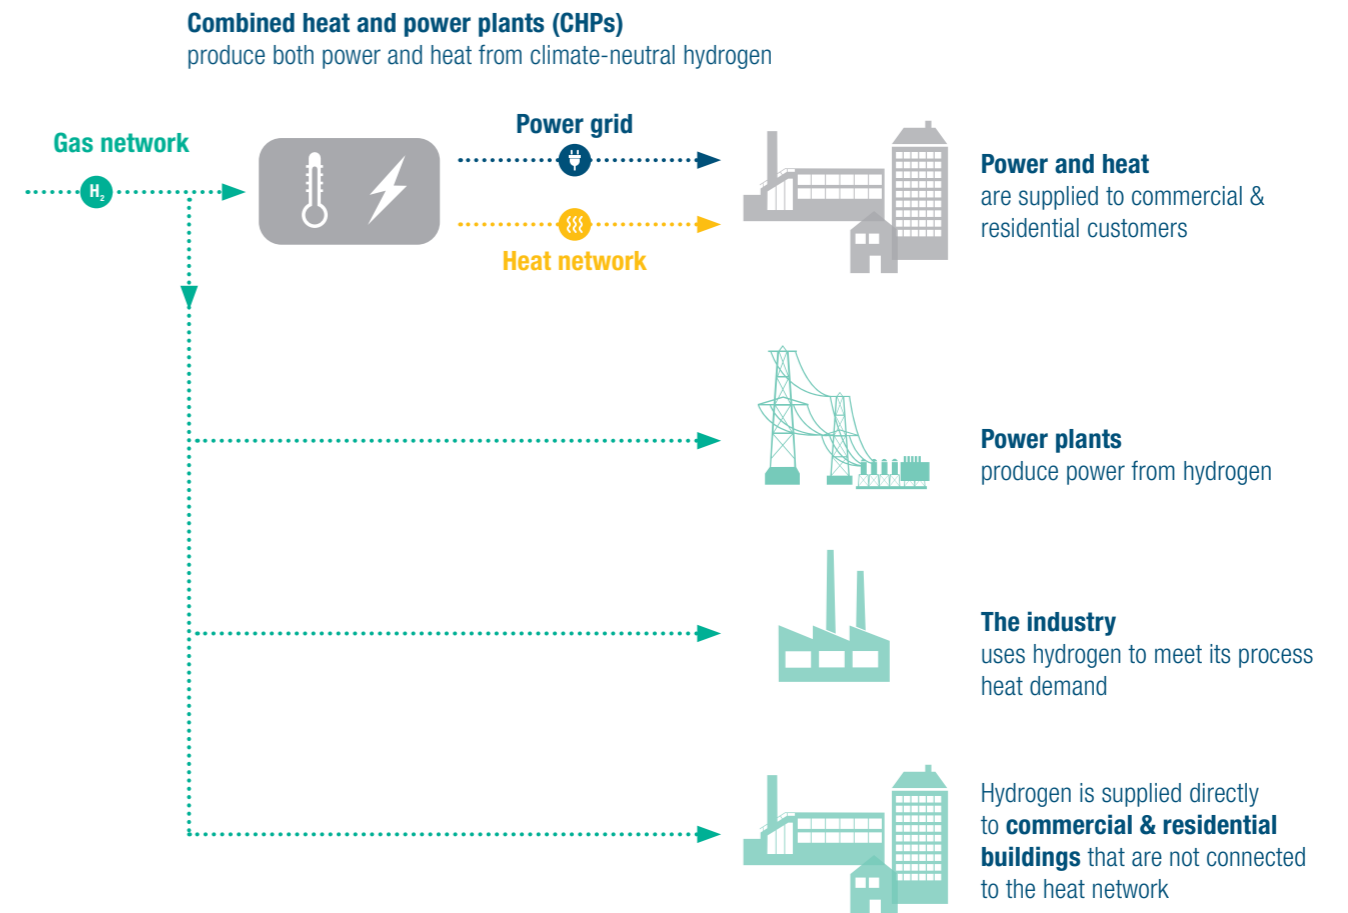 Combined heat and power plants (CHPs)
produce both power and heat from climate-neutral hydrogen
Gas network
H₂
Power grid
Heat network
Power and heat
are supplied to commercial &
residential customers
Power plants
produce power from hydrogen
The industry
uses hydrogen to meet its process
heat demand
Hydrogen is supplied directly
to commercial & residential
buildings that are not connected
to the heat network